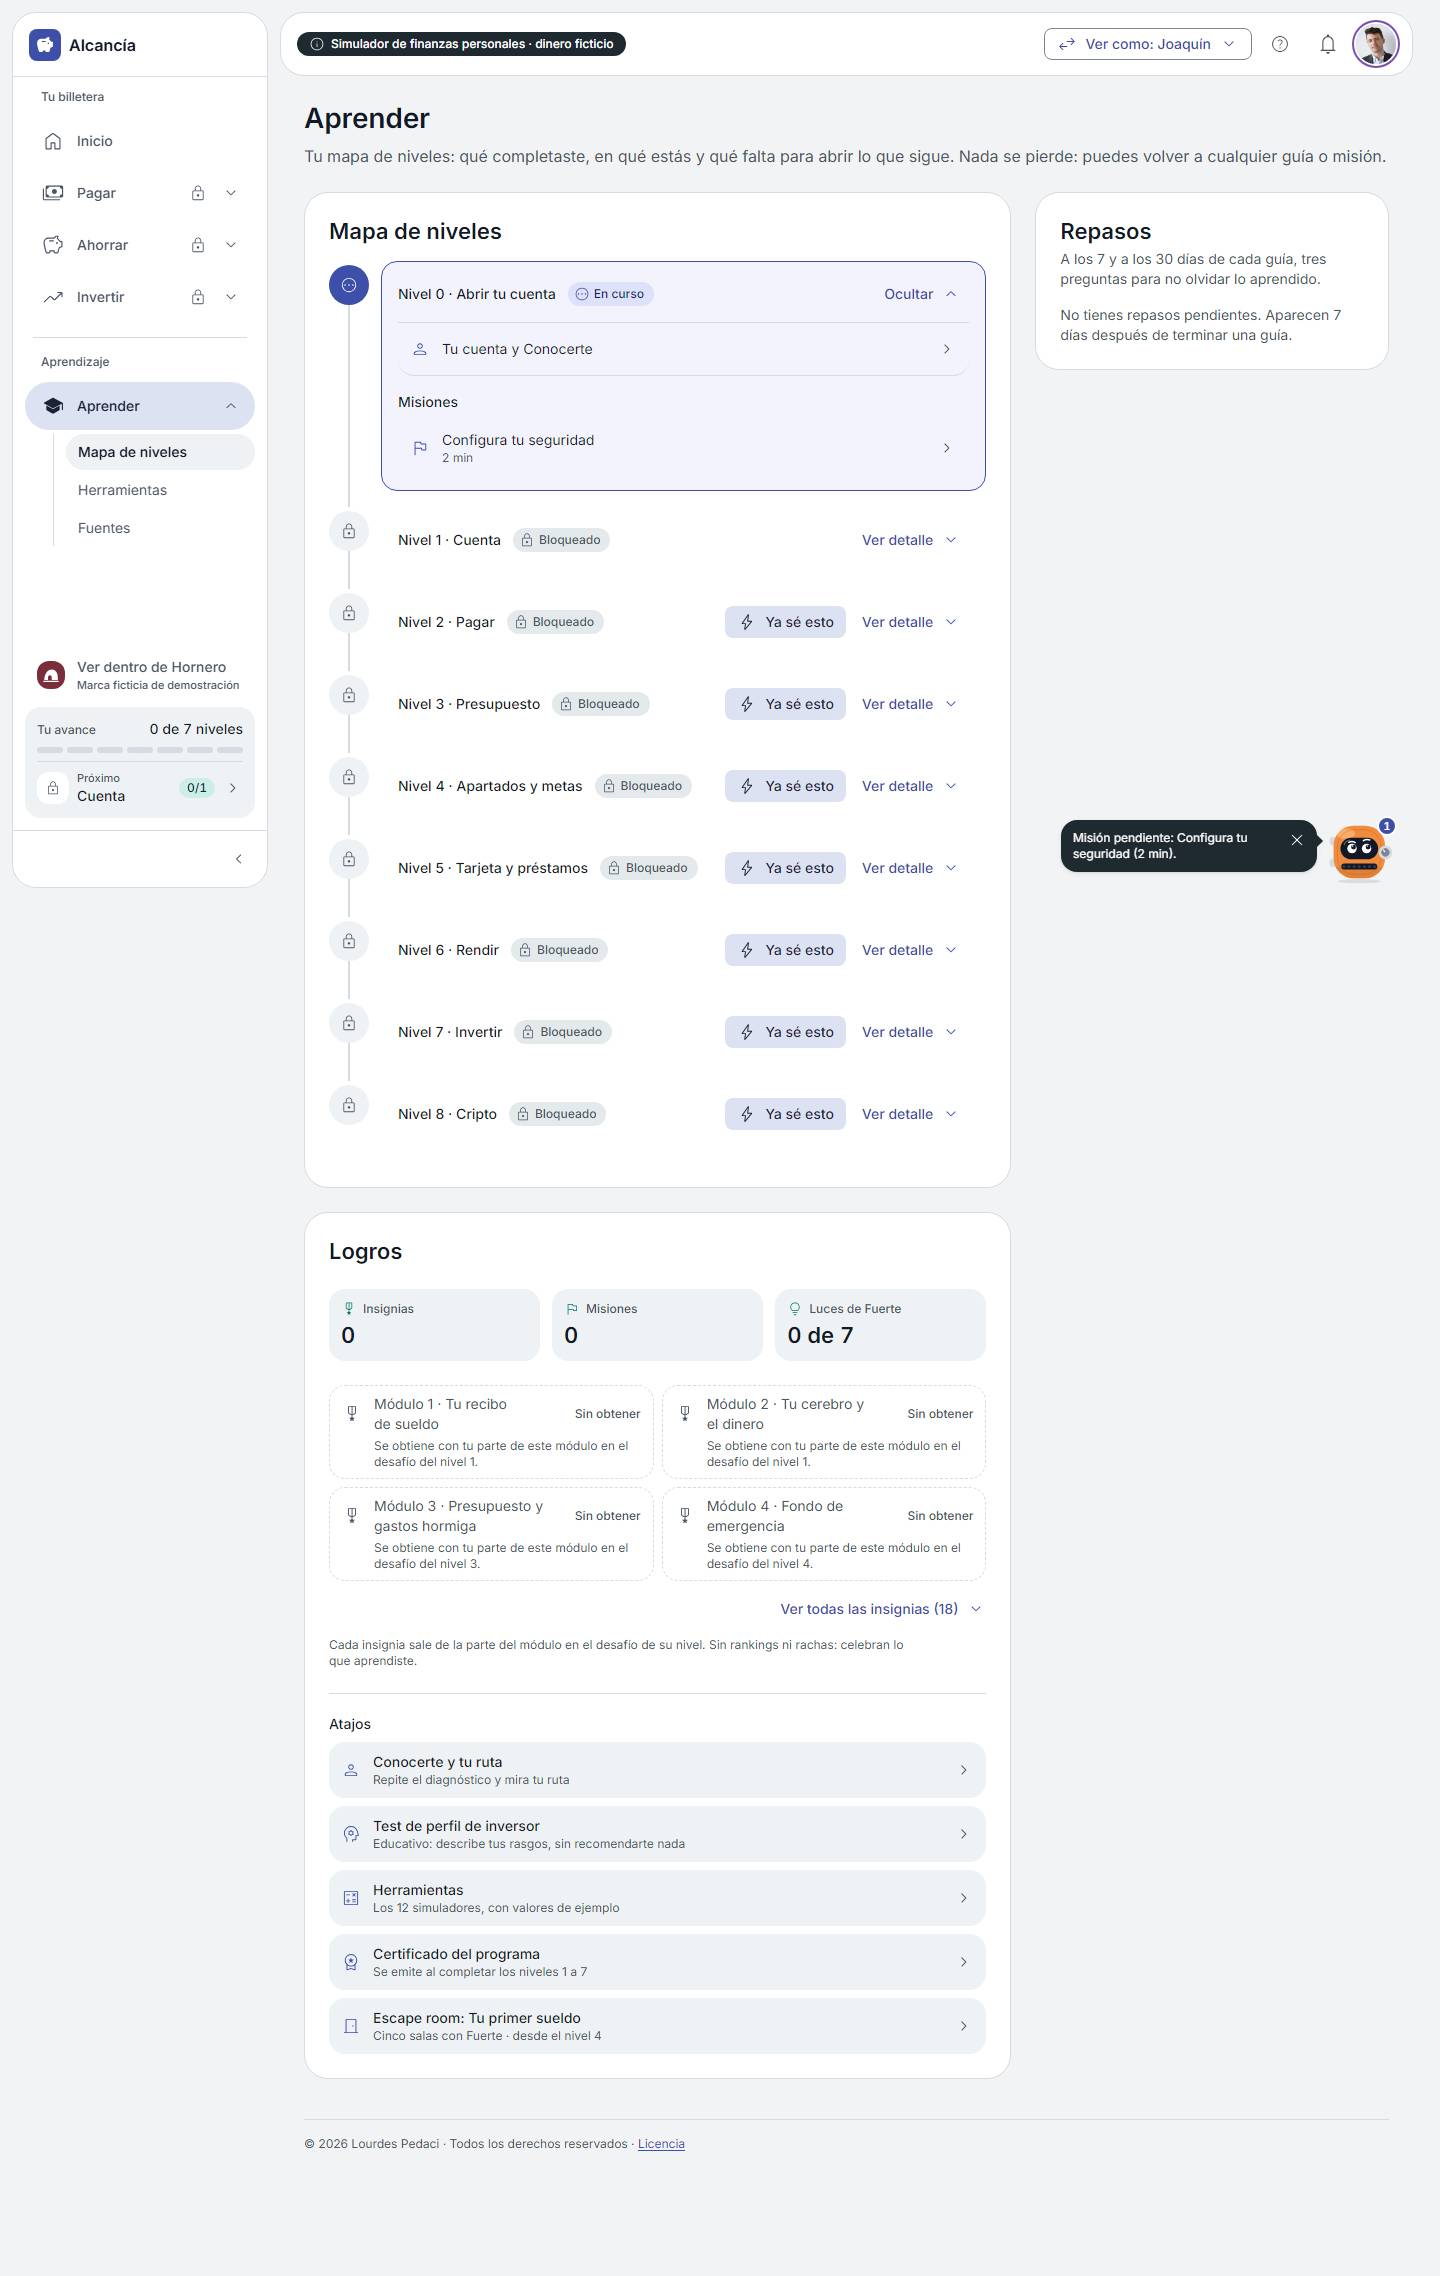 Alcancía
Simulador de finanzas personales · dinero ficticio
Ver como: Joaquín
Tu billetera
Inicio
Pagar
Ahorrar
Invertir
Aprendizaje
Aprender
Mapa de niveles
Herramientas
Fuentes
Ver dentro de Hornero
Marca ficticia de demostración
Tu avance
0 de 7 niveles
Próximo
Cuenta
0/1
Aprender
Tu mapa de niveles: qué completaste, en qué estás y qué falta para abrir lo que sigue. Nada se pierde: puedes volver a cualquier guía o misión.
Mapa de niveles
Nivel 0 · Abrir tu cuenta
En curso
Ocultar
Tu cuenta y Conocerte
Misiones
Configura tu seguridad
2 min
Nivel 1 · Cuenta
Bloqueado
Ver detalle
Nivel 2 · Pagar
Bloqueado
Ya sé esto
Ver detalle
Nivel 3 · Presupuesto
Bloqueado
Ya sé esto
Ver detalle
Nivel 4 · Apartados y metas
Bloqueado
Ya sé esto
Ver detalle
Nivel 5 · Tarjeta y préstamos
Bloqueado
Ya sé esto
Ver detalle
Nivel 6 · Rendir
Bloqueado
Ya sé esto
Ver detalle
Nivel 7 · Invertir
Bloqueado
Ya sé esto
Ver detalle
Nivel 8 · Cripto
Bloqueado
Ya sé esto
Ver detalle
Repasos
A los 7 y a los 30 días de cada guía, tres
preguntas para no olvidar lo aprendido.
No tienes repasos pendientes. Aparecen 7
días después de terminar una guía.
Misión pendiente: Configura tu
seguridad (2 min).
1
Logros
Insignias
0
Misiones
0
Luces de Fuerte
0 de 7
Módulo 1 · Tu recibo
de sueldo
Sin obtener
Se obtiene con tu parte de este módulo en el
desafío del nivel 1.
Módulo 2 · Tu cerebro y
el dinero
Sin obtener
Se obtiene con tu parte de este módulo en el
desafío del nivel 1.
Módulo 3 · Presupuesto y
gastos hormiga
Sin obtener
Se obtiene con tu parte de este módulo en el
desafío del nivel 3.
Módulo 4 · Fondo de
emergencia
Sin obtener
Se obtiene con tu parte de este módulo en el
desafío del nivel 4.
Ver todas las insignias (18)
Cada insignia sale de la parte del módulo en el desafío de su nivel. Sin rankings ni rachas: celebran lo
que aprendiste.
Atajos
Conocerte y tu ruta
Repite el diagnóstico y mira tu ruta
Test de perfil de inversor
Educativo: describe tus rasgos, sin recomendarte nada
Herramientas
Los 12 simuladores, con valores de ejemplo
Certificado del programa
Se emite al completar los niveles 1 a 7
Escape room: Tu primer sueldo
Cinco salas con Fuerte · desde el nivel 4
© 2026 Lourdes Pedaci · Todos los derechos reservados · Licencia